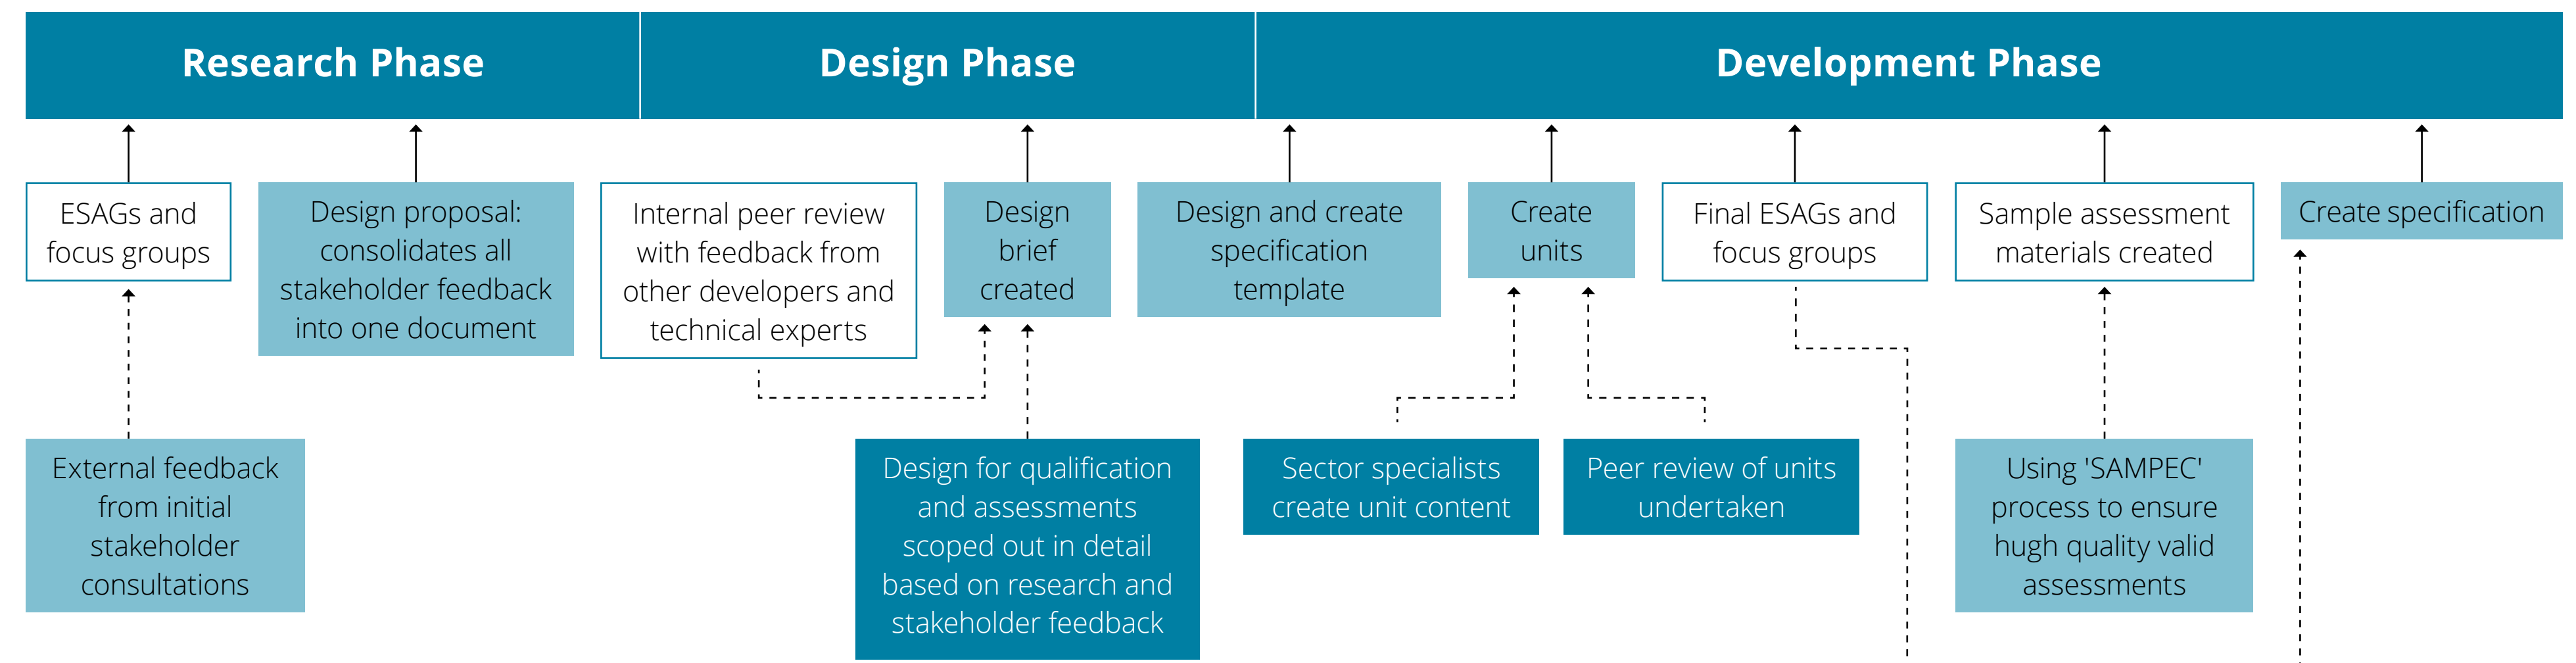 Research Phase
Design Phase
Development Phase
ESAGs and
focus groups
Design proposal:
consolidates all
stakeholder feedback
into one document
Internal peer review
with feedback from
other developers and
technical experts
Design
brief
created
Design and create
specification
template
Create
units
Final ESAGs and
focus groups
Sample assessment
materials created
Create specification
External feedback
from initial
stakeholder
consultations
Design for qualification
and assessments
scoped out in detail
based on research and
stakeholder feedback
Sector specialists
create unit content
Peer review of units
undertaken
Using 'SAMPEC'
process to ensure
hugh quality valid
assessments